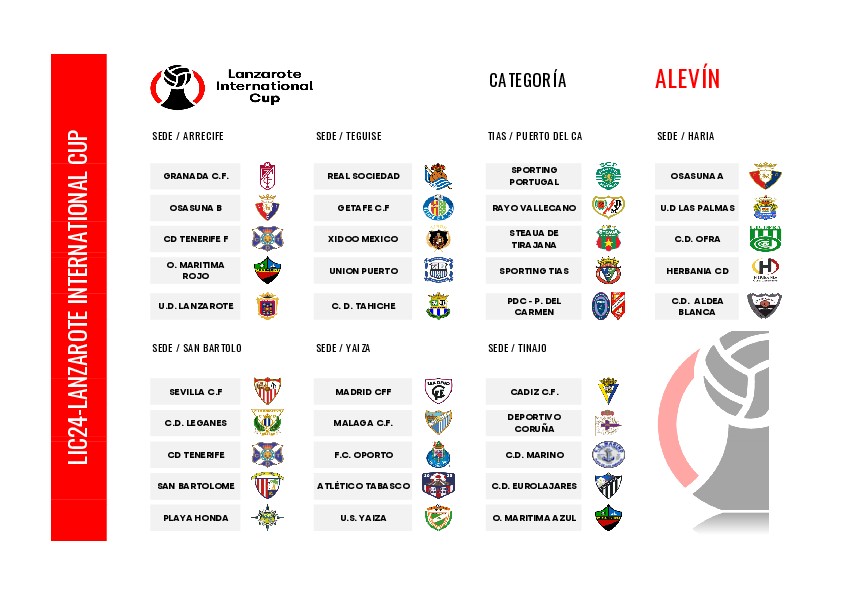 LIC24-LANZAROTE INTERNATIONAL CUP
Lanzarote
International
Cup
CATEGORÍA
ALEVÍN
SEDE / ARRECIFE
GRANADA C.F.
OSASUNA B
CD TENERIFE F
O. MARITIMA
ROJO
U.D. LANZAROTE
SEDE / TEGUISE
REAL SOCIEDAD
GETAFE C.F
XIDOO MEXICO
UNION PUERTO
C. D. TAHICHE
TIAS / PUERTO DEL CA
SPORTING
PORTUGAL
RAYO VALLECANO
STEAUA DE
TIRAJANA
SPORTING TIAS
PDC - P. DEL
CARMEN
SEDE / HARIA
OSASUNA A
U.D LAS PALMAS
C.D. OFRA
HERBANIA CD
C.D. ALDEA
BLANCA
SEDE / SAN BARTOLO
SEVILLA C.F
C.D. LEGANES
CD TENERIFE
SAN BARTOLOME
PLAYA HONDA
SEDE / YAIZA
MADRID CFF
MALAGA C.F.
F.C. OPORTO
ATLÉTICO TABASCO
U.S. YAIZA
SEDE / TINAJO
CADIZ C.F.
DEPORTIVO
CORUÑA
C.D. MARINO
C.D. EUROLAJARES
O. MARITIMA AZUL